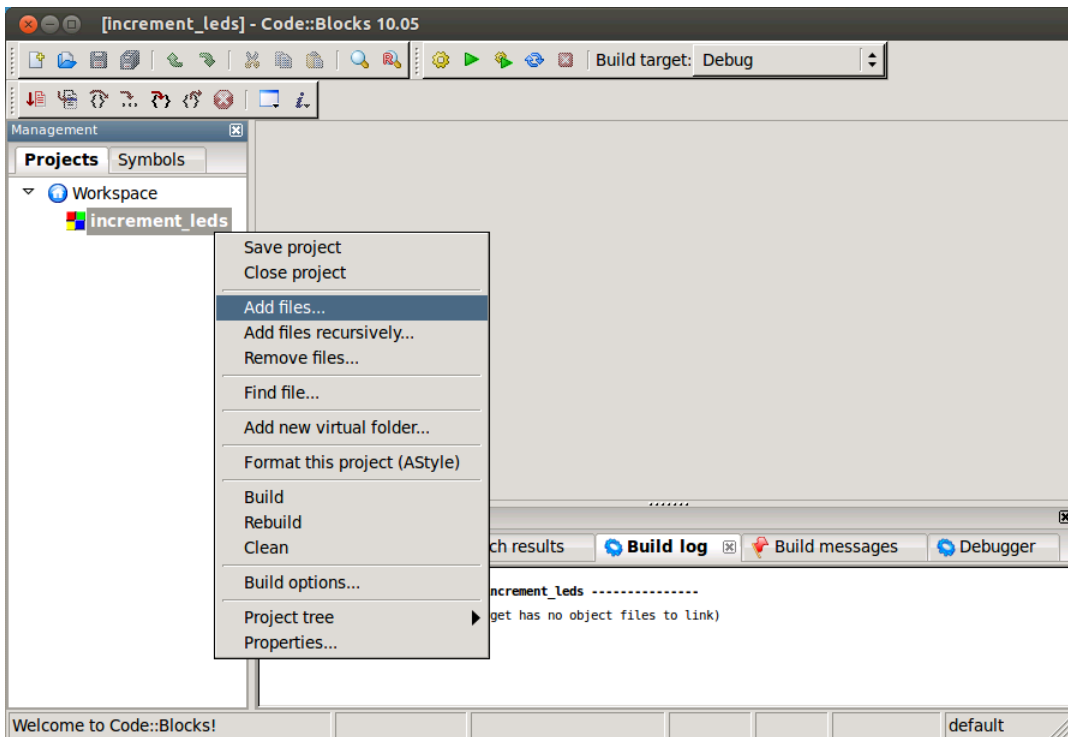 [increment_leds] - Code::Blocks 10.05
Build target: Debug
Management
Projects Symbols
Workspace
increment_leds
Save project
Close project
Add files...
Add files recursively...
Remove files...
Find file...
Add new virtual folder...
Format this project (AStyle)
Build
Rebuild
Clean
Build options...
Project tree
Properties...
ch results Build log Build messages Debugger
ncrement_leds ---------------
get has no object files to link)
Welcome to Code::Blocks! default